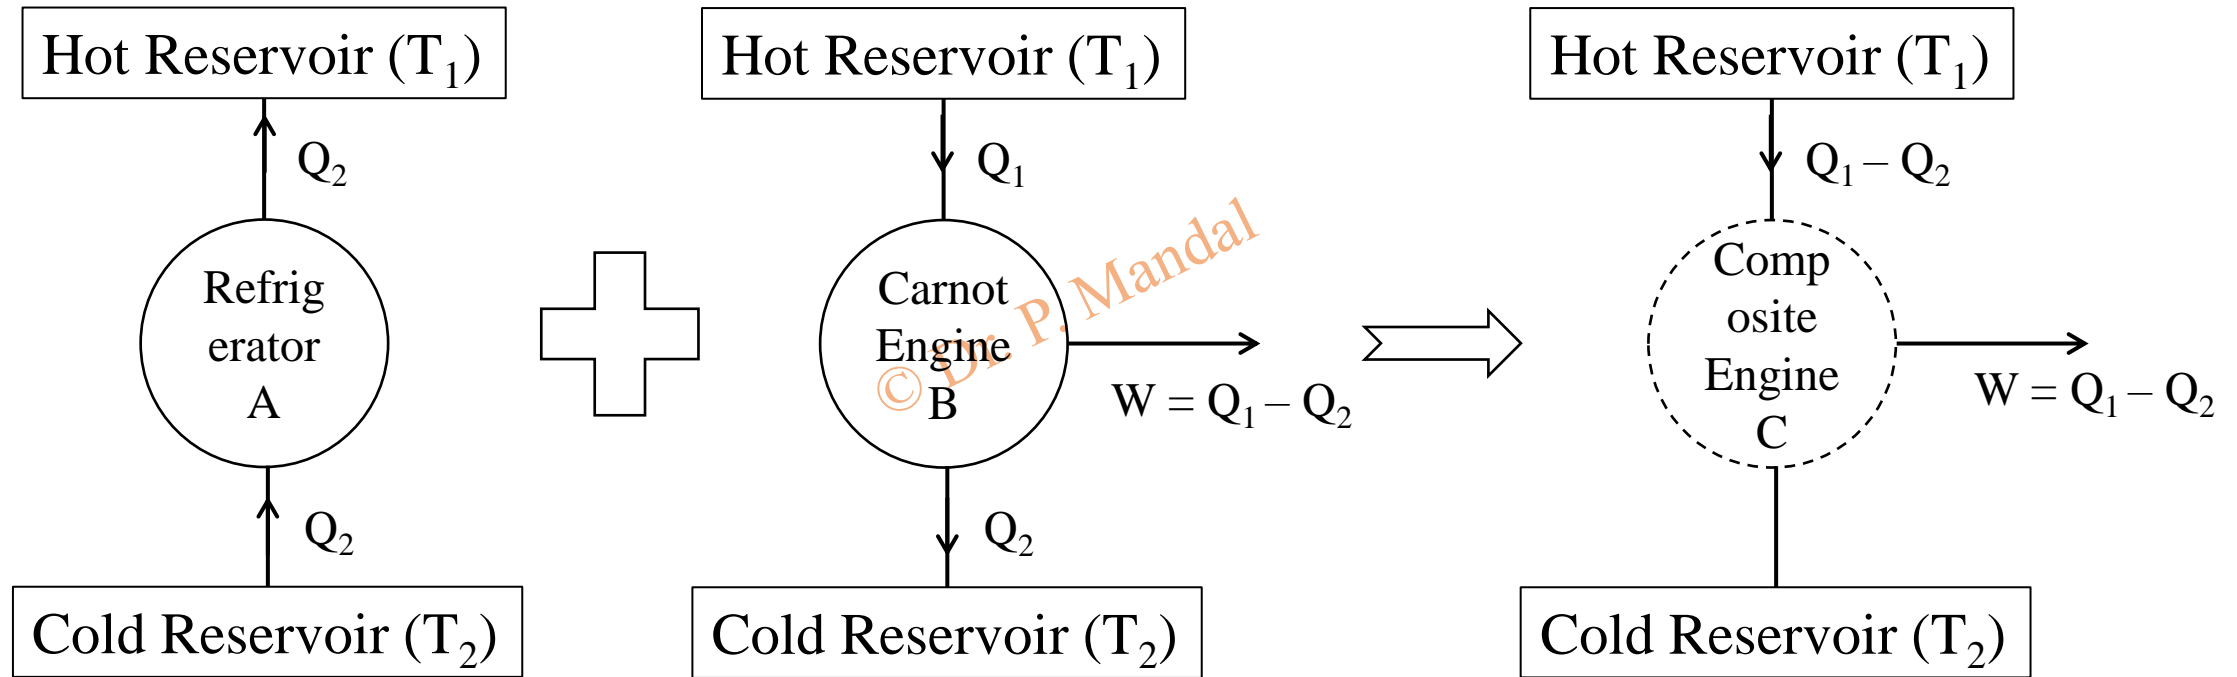 Hot Reservoir (T₁)
Q₂
Refrig
erator
A
Q₂
Cold Reservoir (T₂)
Hot Reservoir (T₁)
Q₁
Carnot
Engine
B
W = Q₁ – Q₂
Q₂
Cold Reservoir (T₂)
© Dr. P. Mandal
Hot Reservoir (T₁)
Q₁ – Q₂
Comp
osite
Engine
C
W = Q₁ – Q₂
Cold Reservoir (T₂)